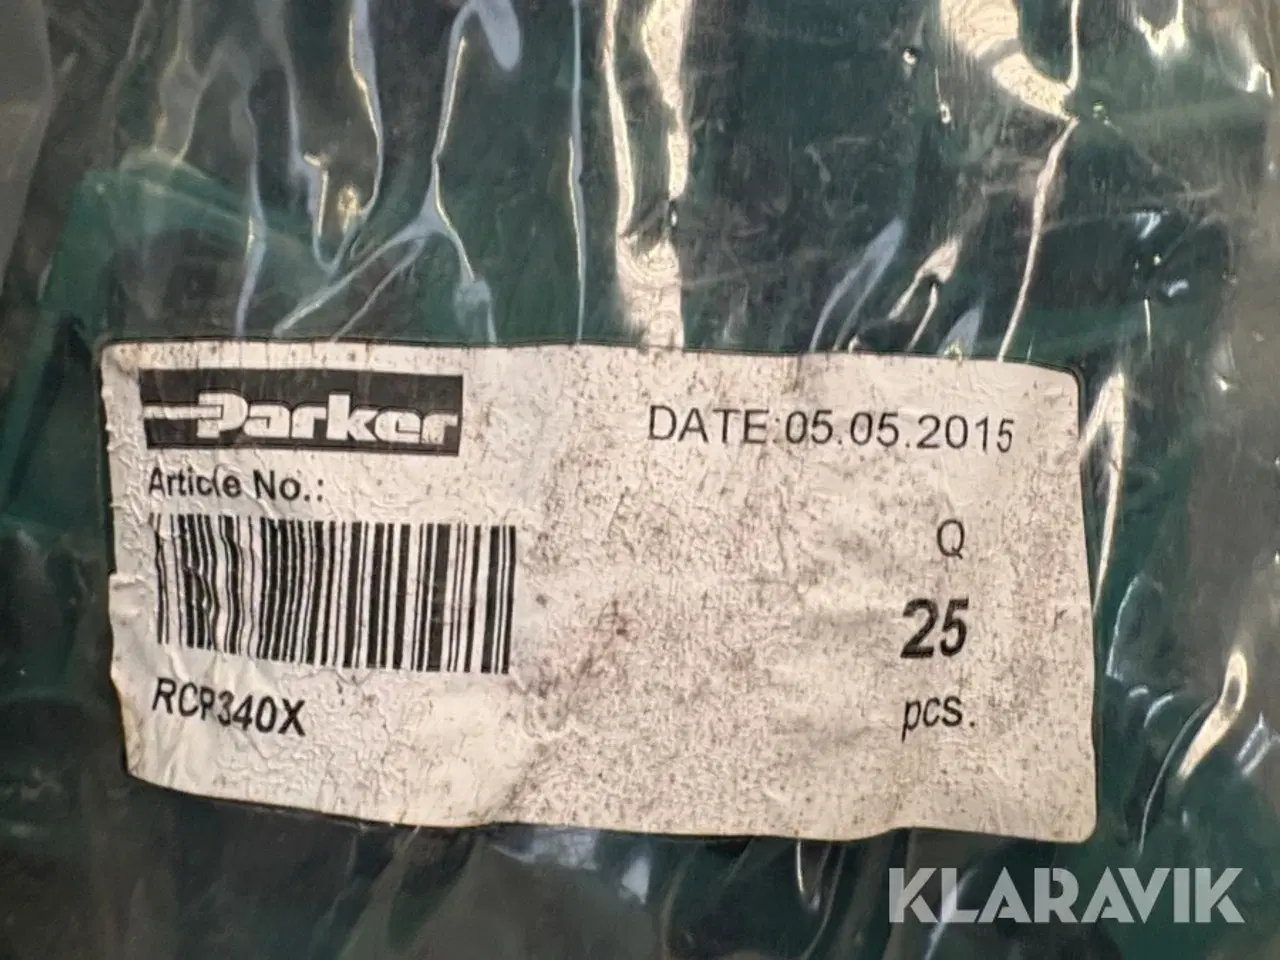 Parker
DATE:05.05.2015
Article No.:
Q
25
pcs.
RCP340X
KLARAVIK